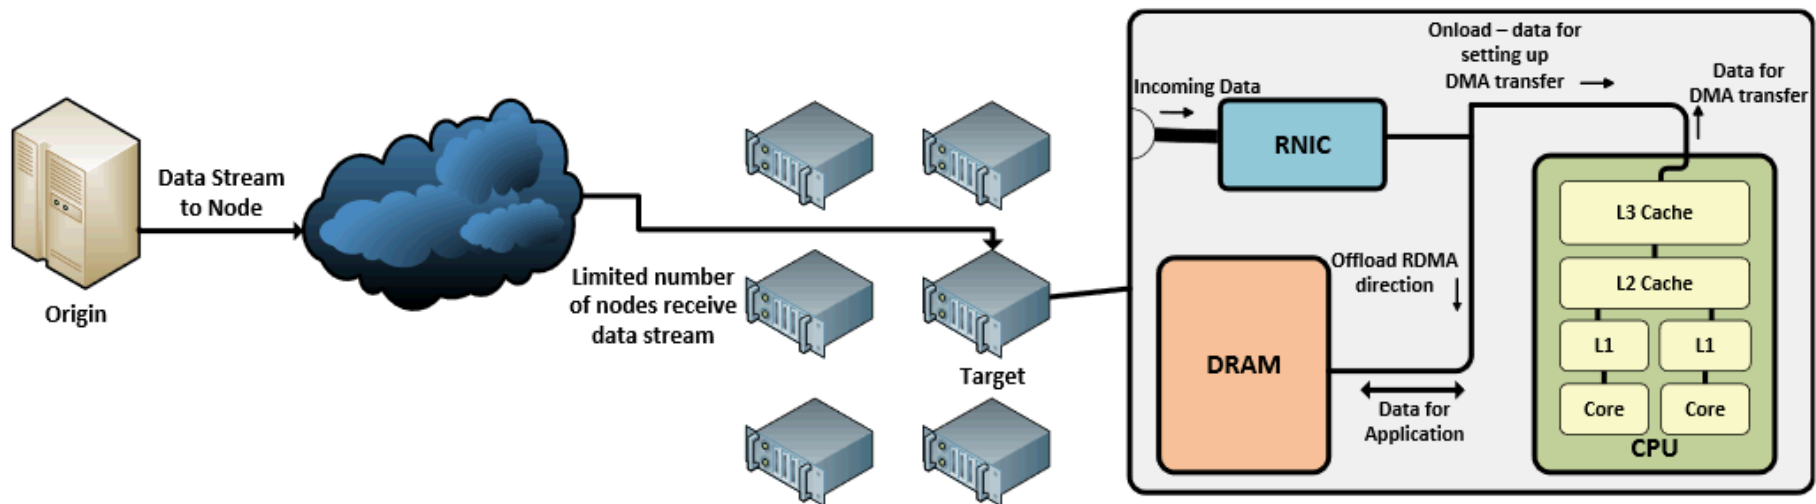 Origin
Data Stream
to Node
Limited number
of nodes receive
data stream
Target
Incoming Data
RNIC
Onload – data for
setting up
DMA transfer
Data for
DMA transfer
Offload RDMA
direction
DRAM
Data for
Application
L3 Cache
L2 Cache
L1
L1
Core
Core
CPU